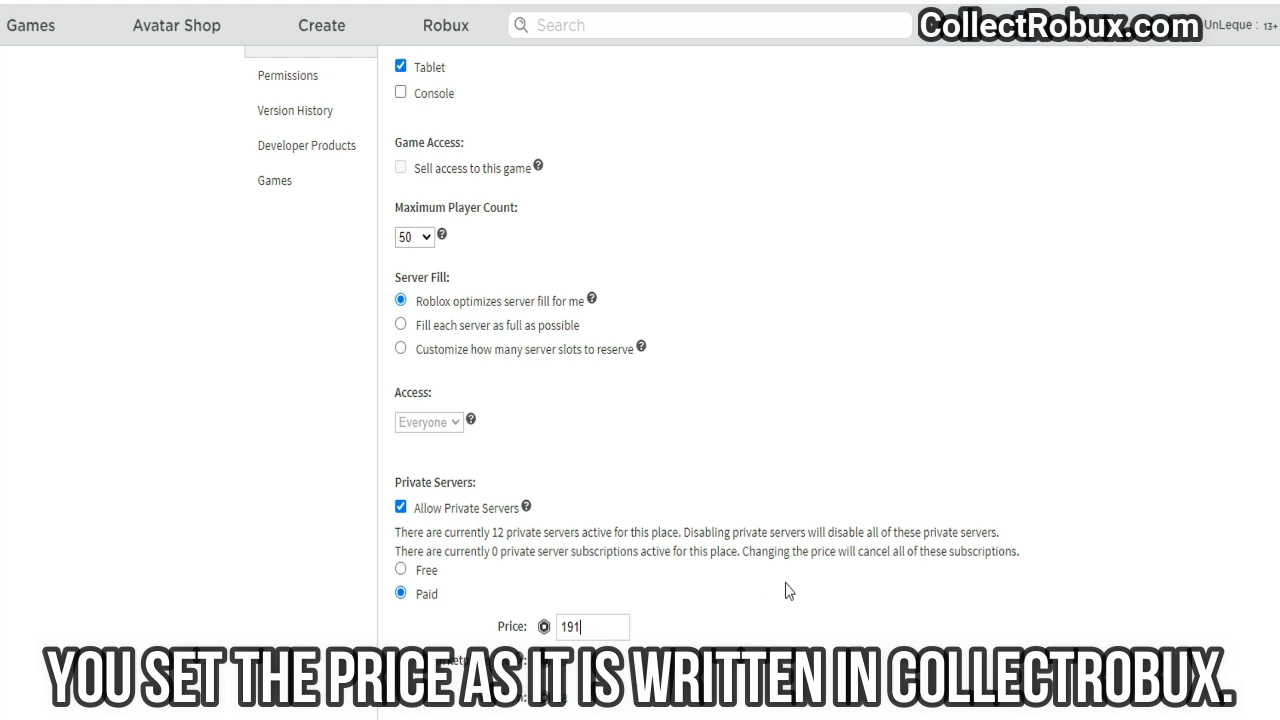 Games Avatar Shop Create Robux Search CollectRobux.com UnLeque : 13+
Permissions
Version History
Developer Products
Games
Tablet
Console
Game Access:
Sell access to this game
Maximum Player Count:
50
Server Fill:
Roblox optimizes server fill for me
Fill each server as full as possible
Customize how many server slots to reserve
Access:
Everyone
Private Servers:
Allow Private Servers
There are currently 12 private servers active for this place. Disabling private servers will disable all of these private servers.
There are currently 0 private server subscriptions active for this place. Changing the price will cancel all of these subscriptions.
Free
Paid
Price: 191
YOU SET THE PRICE AS IT IS WRITTEN IN COLLECTROBUX.